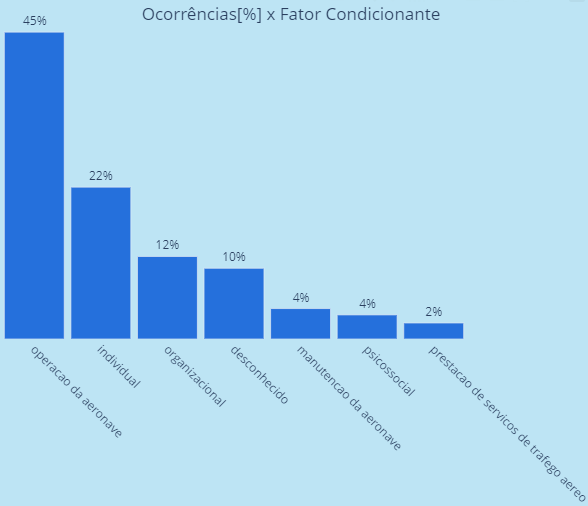 Ocorrências[%] x Fator Condicionante
45%
22%
12%
10%
4%
4%
2%
operacao da aeronave
individual
organizacional
desconhecido
manutencao da aeronave
psicossocial
prestacao de servicos de trafego aereo